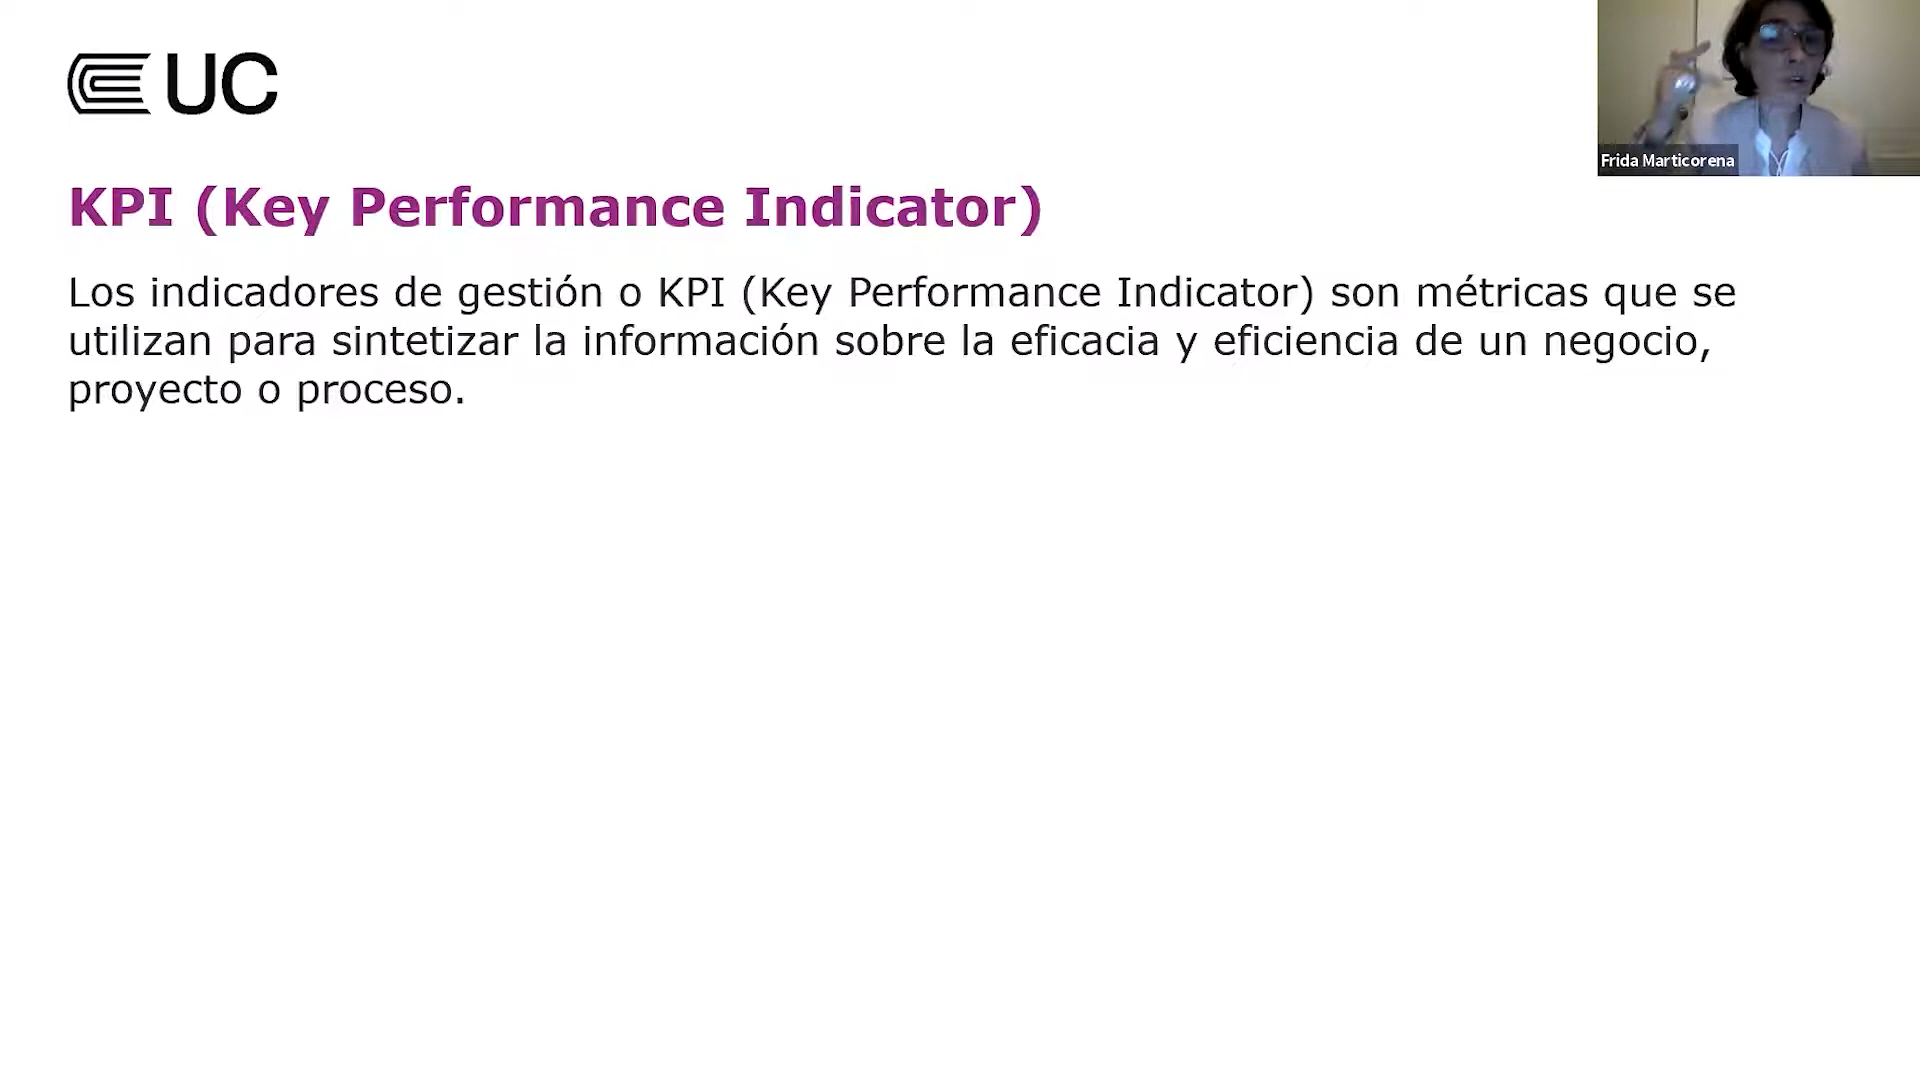 UC
Frida Marticorena
KPI (Key Performance Indicator)
Los indicadores de gestión o KPI (Key Performance Indicator) son métricas que se
utilizan para sintetizar la información sobre la eficacia y eficiencia de un negocio,
proyecto o proceso.